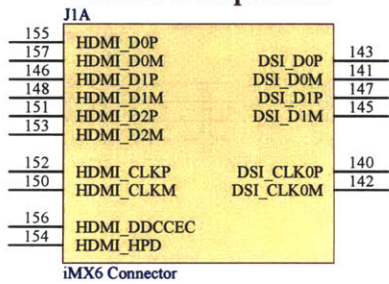 J1A
155 HDMI_D0P
157 HDMI_D0M DSI_D0P 143
146 HDMI_D1P DSI_D0M 141
148 HDMI_D1M DSI_D1P 147
151 HDMI_D2P DSI_D1M 145
153 HDMI_D2M
152 HDMI_CLKP DSI_CLK0P 140
150 HDMI_CLKM DSI_CLK0M 142
156 HDMI_DDCCEC
154 HDMI_HPD
iMX6 Connector